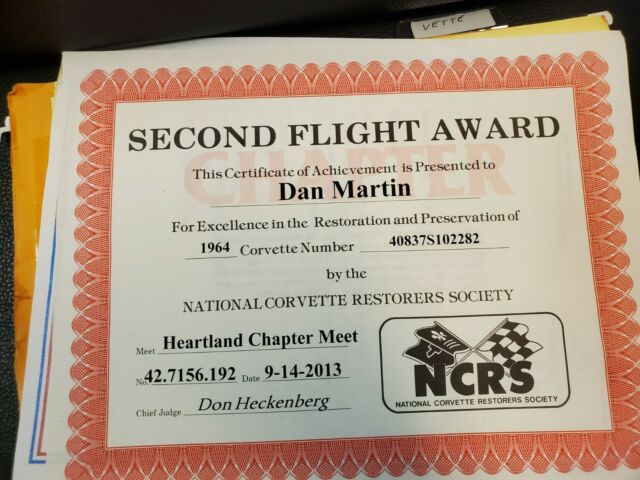 VETTE
SECOND FLIGHT AWARD
CHAPTER
This Certificate of Achievement is Presented to
Dan Martin
For Excellence in the Restoration and Preservation of
1964 Corvette Number 40837S102282
by the
NATIONAL CORVETTE RESTORERS SOCIETY
Meet Heartland Chapter Meet
No. 42.7156.192 Date 9-14-2013
Chief Judge Don Heckenberg
NCRS
NATIONAL CORVETTE RESTORERS SOCIETY